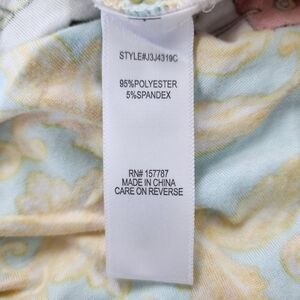 STYLE#J3J4319C
95%POLYESTER
5%SPANDEX
RN# 157787
MADE IN CHINA
CARE ON REVERSE